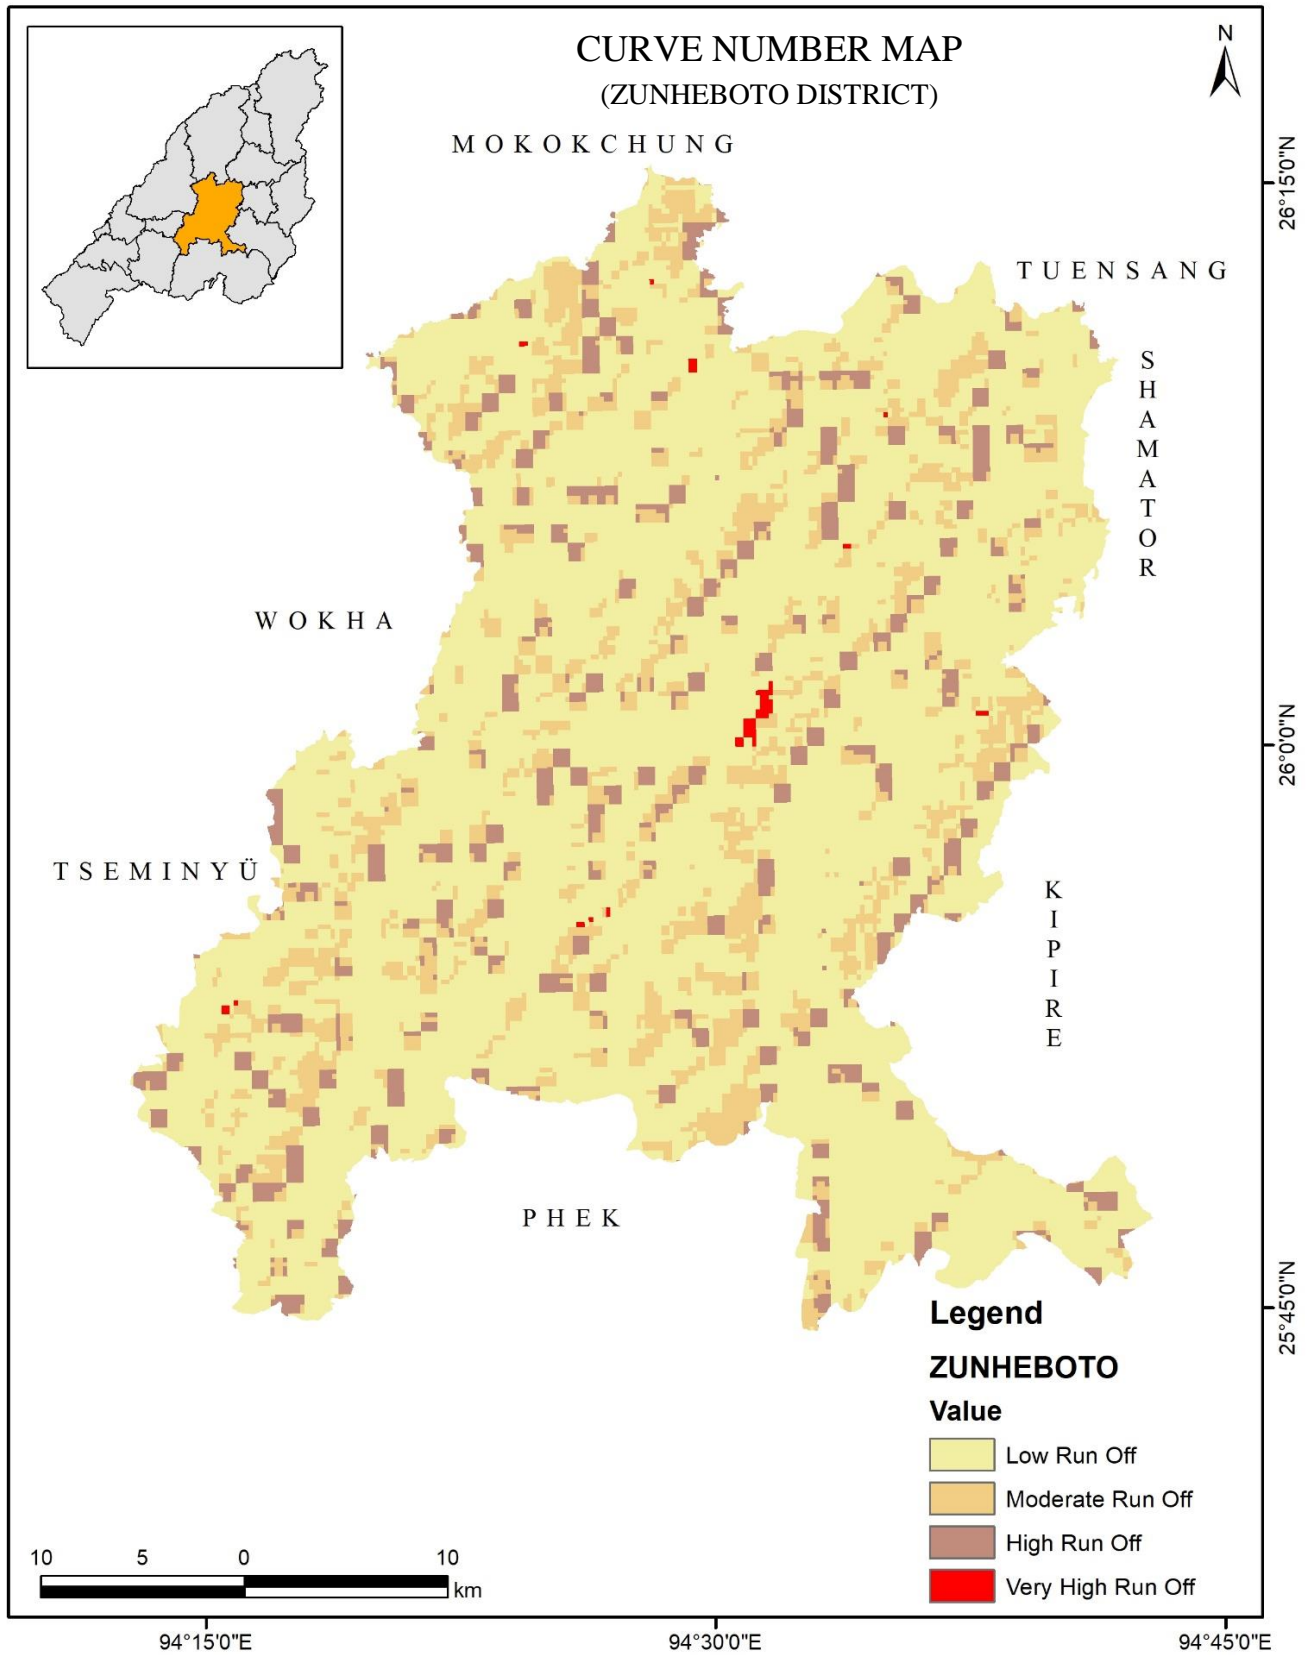 CURVE NUMBER MAP
(ZUNHEBOTO DISTRICT)
N
MOKOKCHUNG
26°15'0"N
TUENSANG
SHAMATOR
WOKHA
26°0'0"N
TSEMINYÜ
KIPIRE
PHEK
25°45'0"N
Legend
ZUNHEBOTO
Value
Low Run Off
Moderate Run Off
High Run Off
Very High Run Off
10 5 0 10
km
94°15'0"E 94°30'0"E 94°45'0"E